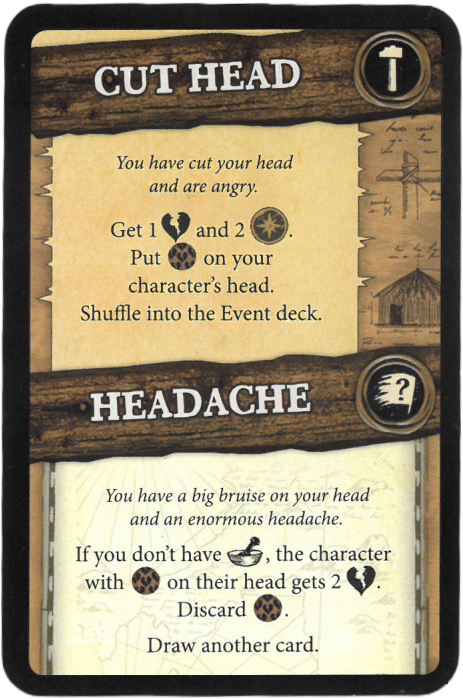 CUT HEAD
You have cut your head
and are angry.
Get 1 and 2 .
Put on your
character's head.
Shuffle into the Event deck.
HEADACHE
?
You have a big bruise on your head
and an enormous headache.
If you don't have , the character
with on their head gets 2 .
Discard .
Draw another card.